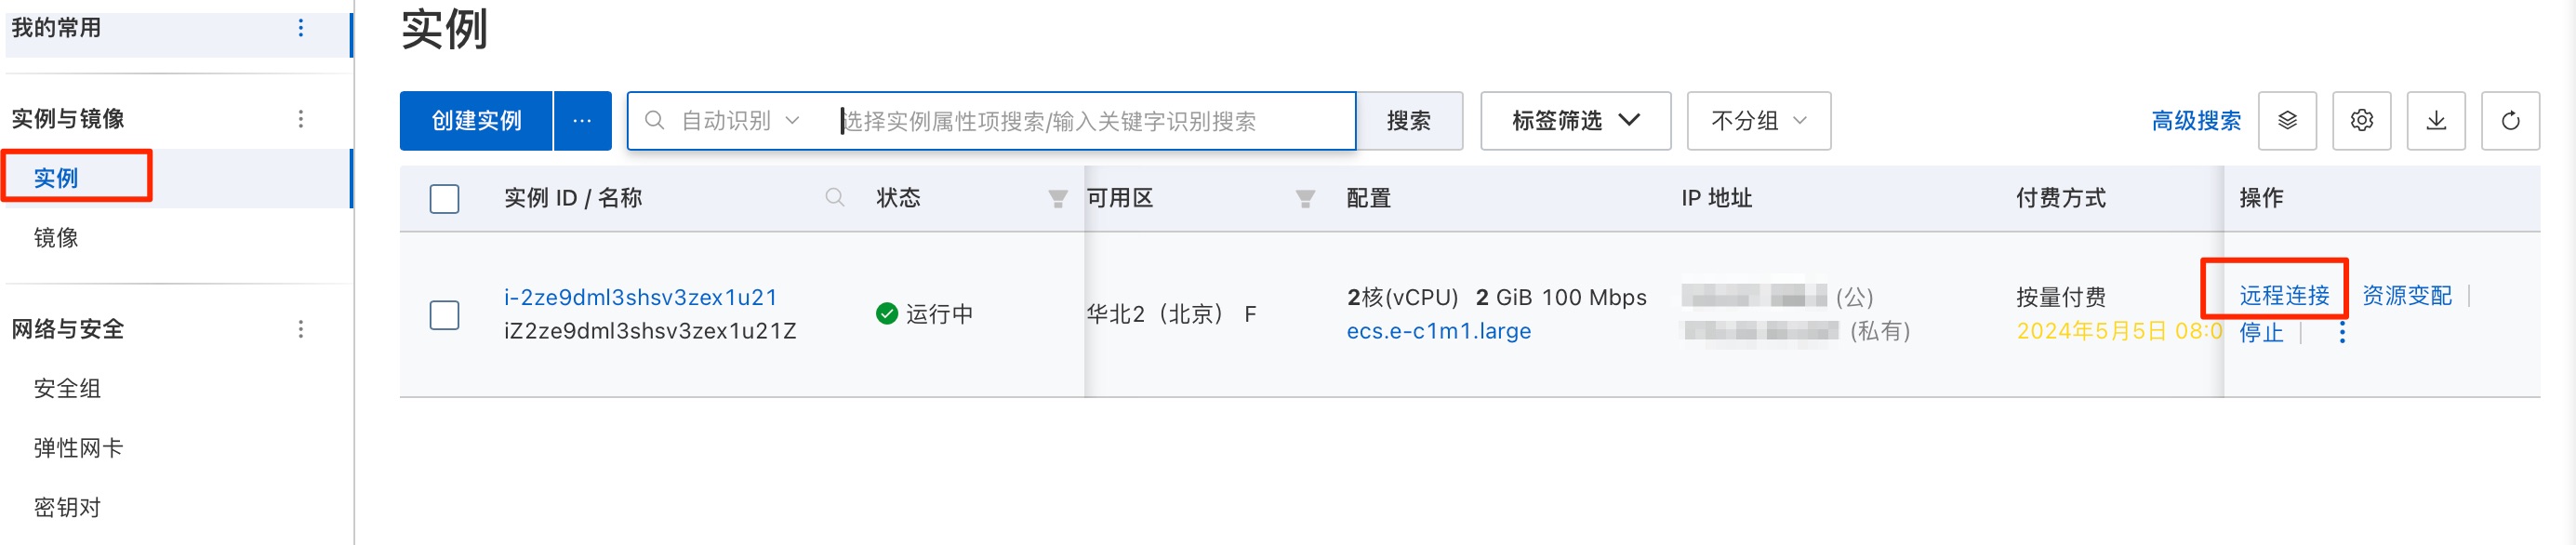 我的常用
实例与镜像
实例
镜像
网络与安全
安全组
弹性网卡
密钥对
实例
创建实例 ··· 自动识别 选择实例属性项搜索/输入关键字识别搜索 搜索 标签筛选 不分组 高级搜索
实例 ID / 名称 状态 可用区 配置 IP 地址 付费方式 操作
i-2ze9dml3shsv3zex1u21 2核(vCPU) 2 GiB 100 Mbps (公) 按量付费 远程连接 资源变配
运行中 华北2（北京） F
iZ2ze9dml3shsv3zex1u21Z ecs.e-c1m1.large (私有) 2024年5月5日 08:0 停止